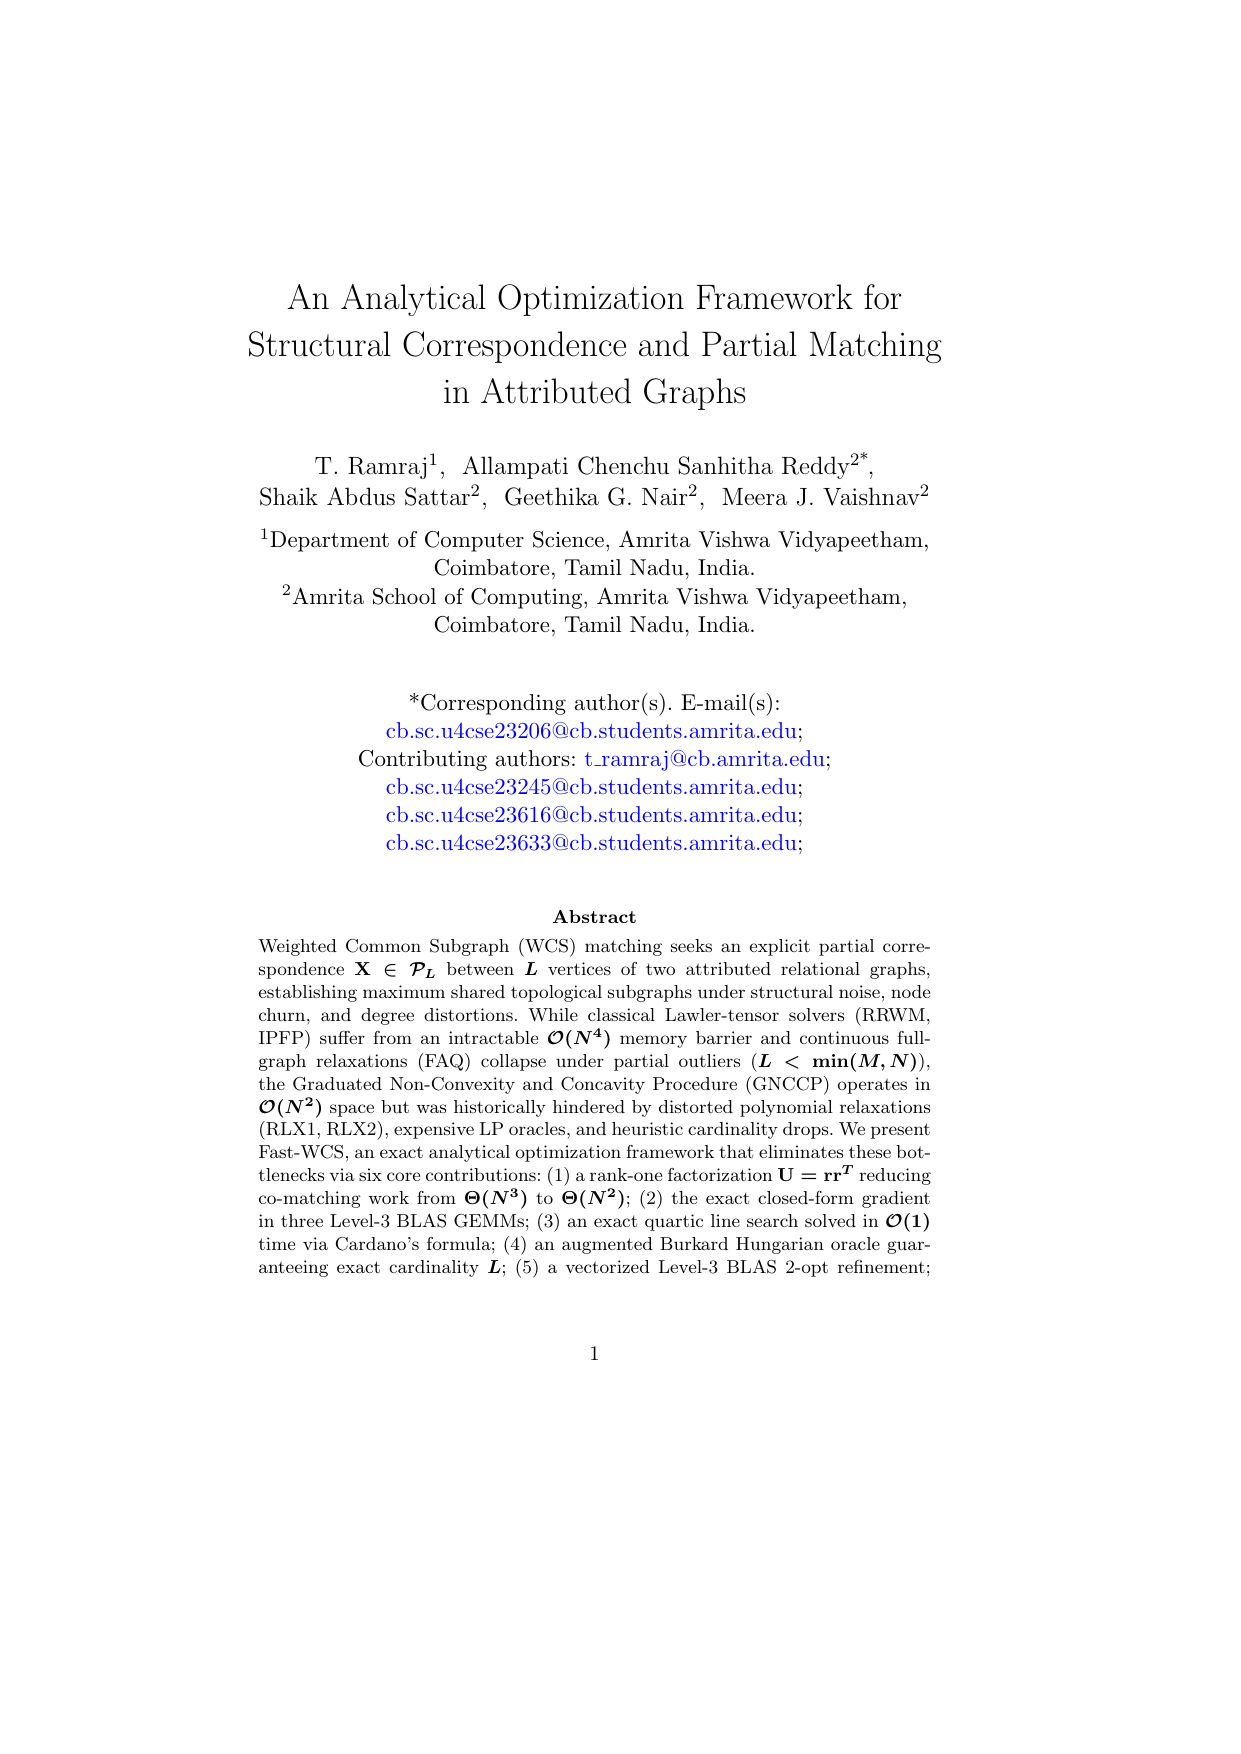 An Analytical Optimization Framework for
Structural Correspondence and Partial Matching
in Attributed Graphs
T. Ramraj¹, Allampati Chenchu Sanhitha Reddy²*,
Shaik Abdus Sattar², Geethika G. Nair², Meera J. Vaishnav²
¹Department of Computer Science, Amrita Vishwa Vidyapeetham,
Coimbatore, Tamil Nadu, India.
²Amrita School of Computing, Amrita Vishwa Vidyapeetham,
Coimbatore, Tamil Nadu, India.
*Corresponding author(s). E-mail(s):
cb.sc.u4cse23206@cb.students.amrita.edu;
Contributing authors: t_ramraj@cb.amrita.edu;
cb.sc.u4cse23245@cb.students.amrita.edu;
cb.sc.u4cse23616@cb.students.amrita.edu;
cb.sc.u4cse23633@cb.students.amrita.edu;
Abstract
Weighted Common Subgraph (WCS) matching seeks an explicit partial corre-
spondence X ∈ 𝒫_L between L vertices of two attributed relational graphs,
establishing maximum shared topological subgraphs under structural noise, node
churn, and degree distortions. While classical Lawler-tensor solvers (RRWM,
IPFP) suffer from an intractable 𝒪(N⁴) memory barrier and continuous full-
graph relaxations (FAQ) collapse under partial outliers (L < min(M, N)),
the Graduated Non-Convexity and Concavity Procedure (GNCCP) operates in
𝒪(N²) space but was historically hindered by distorted polynomial relaxations
(RLX1, RLX2), expensive LP oracles, and heuristic cardinality drops. We present
Fast-WCS, an exact analytical optimization framework that eliminates these bot-
tlenecks via six core contributions: (1) a rank-one factorization U = rrᵀ reducing
co-matching work from Θ(N³) to Θ(N²); (2) the exact closed-form gradient
in three Level-3 BLAS GEMMs; (3) an exact quartic line search solved in 𝒪(1)
time via Cardano's formula; (4) an augmented Burkard Hungarian oracle guar-
anteeing exact cardinality L; (5) a vectorized Level-3 BLAS 2-opt refinement;
1